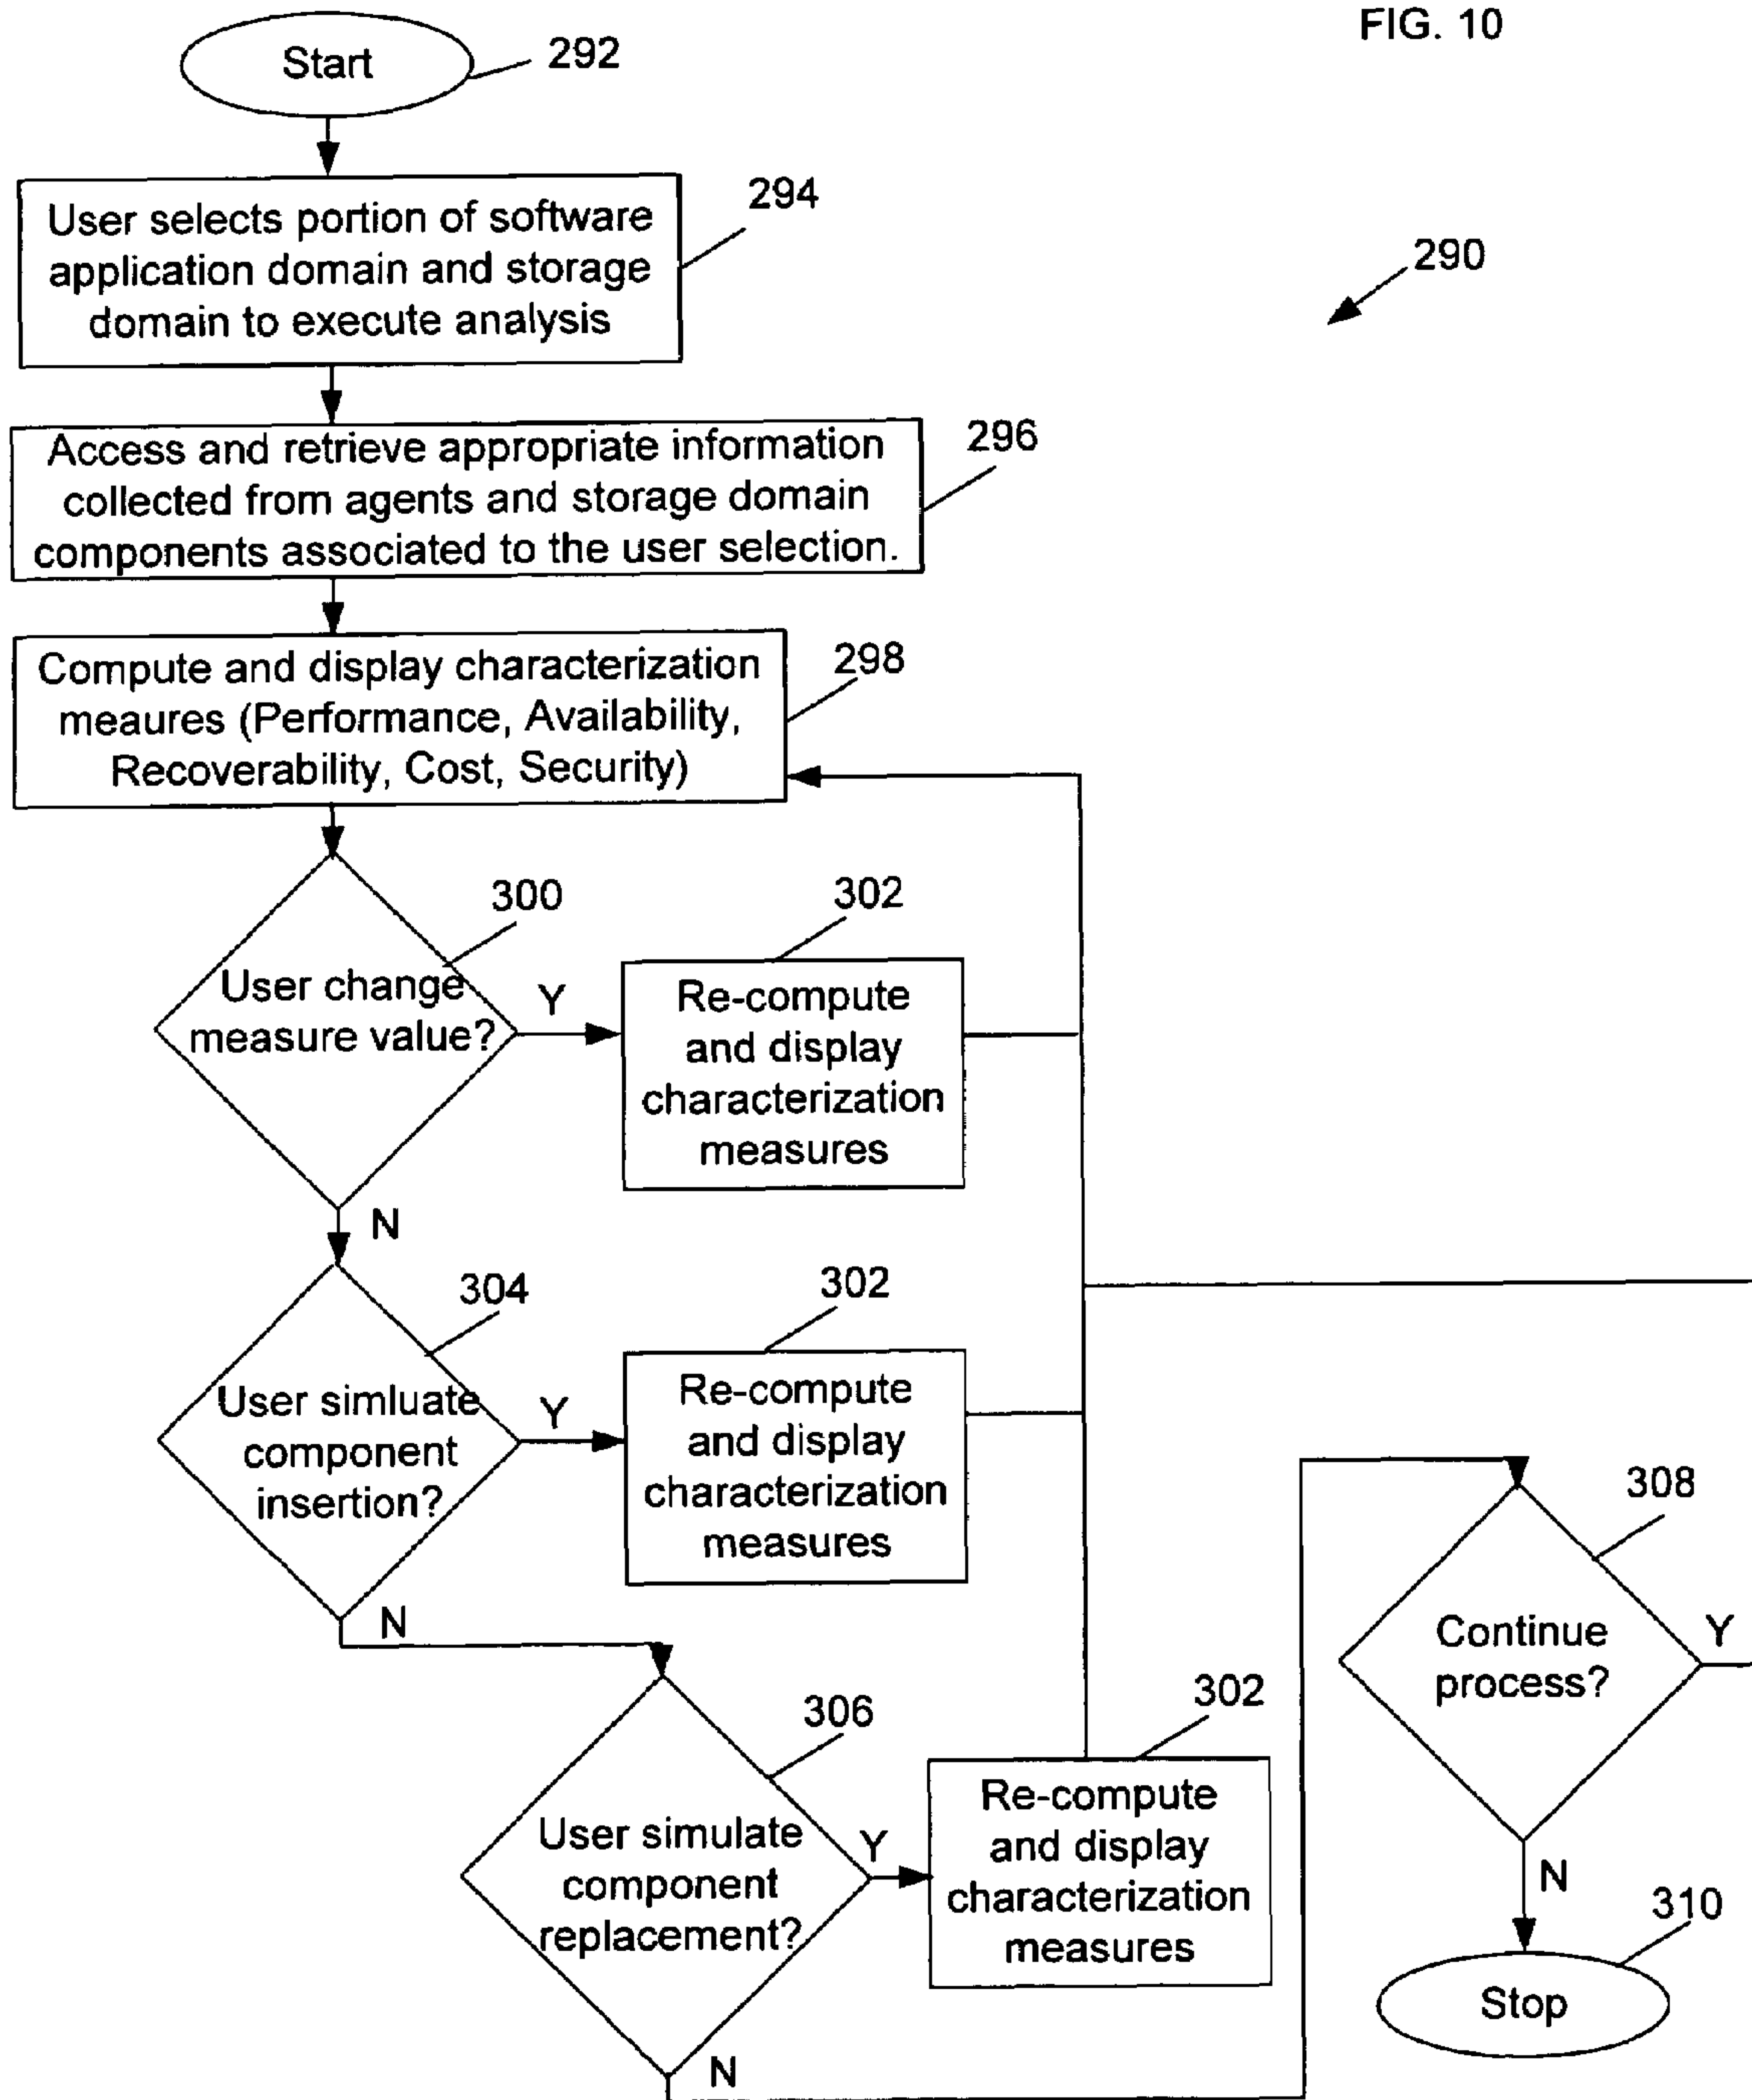 FIG. 10
Start
292
290
User selects portion of software
application domain and storage
domain to execute analysis
294
Access and retrieve appropriate information
collected from agents and storage domain
components associated to the user selection.
296
Compute and display characterization
meaures (Performance, Availability,
Recoverability, Cost, Security)
298
300
User change
measure value?
Y
302
Re-compute
and display
characterization
measures
N
304
User simluate
component
insertion?
Y
302
Re-compute
and display
characterization
measures
N
306
User simulate
component
replacement?
Y
302
Re-compute
and display
characterization
measures
N
308
Continue
process?
Y
N
310
Stop